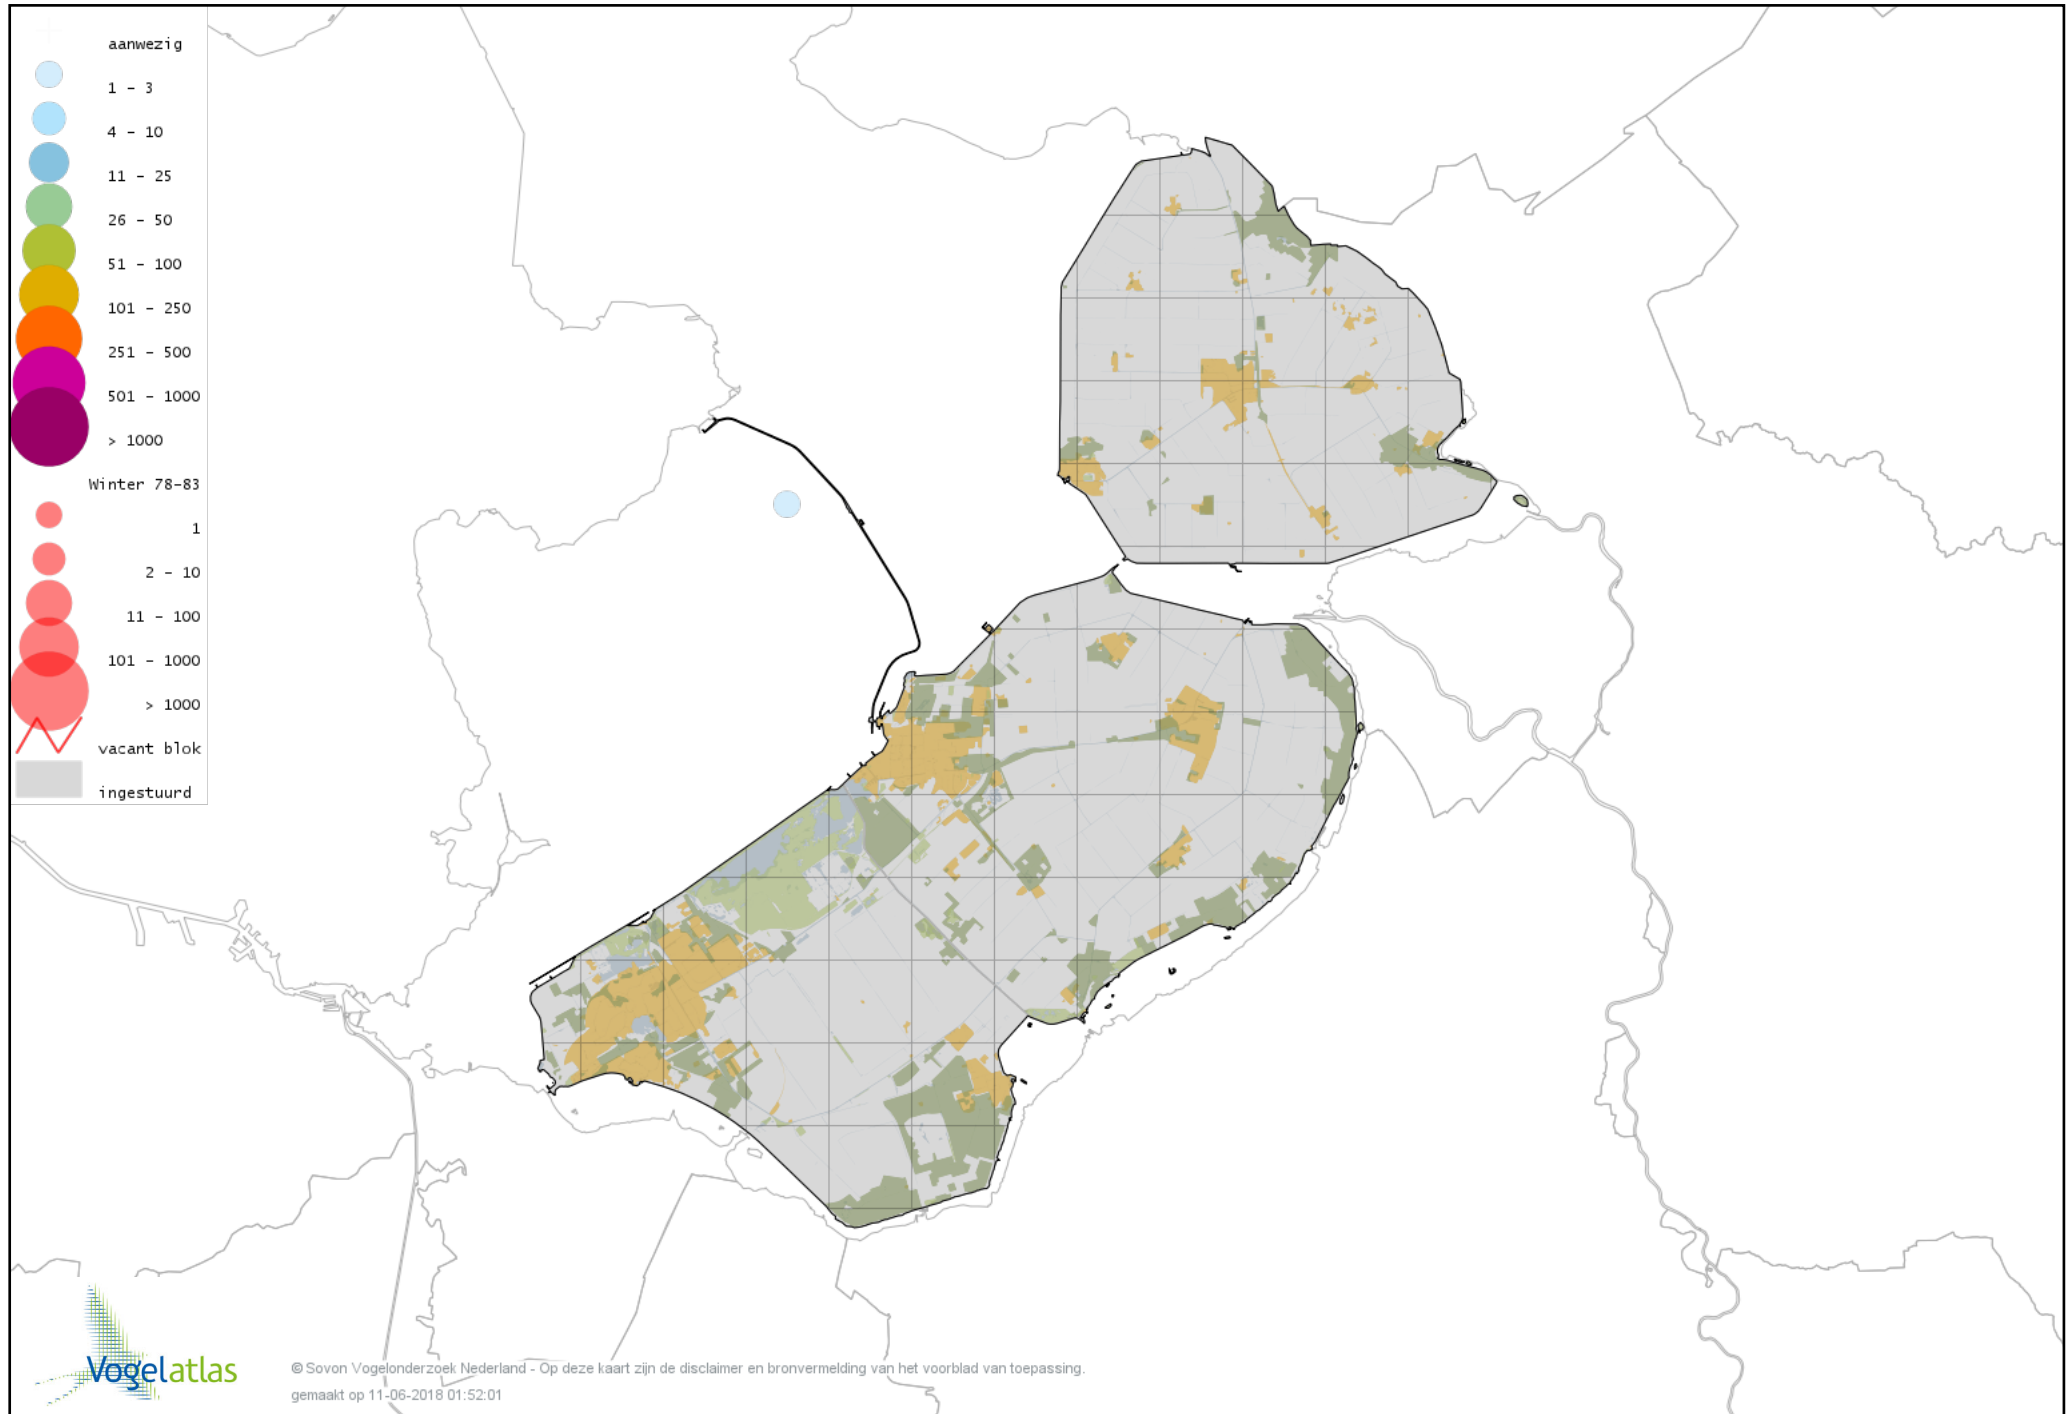 aanwezig
1 - 3
4 - 10
11 - 25
26 - 50
51 - 100
101 - 250
251 - 500
501 - 1000
> 1000
Winter 78-83
1
2 - 10
11 - 100
101 - 1000
> 1000
vacant blok
ingestuurd
Vogelatlas
© Sovon Vogelonderzoek Nederland - Op deze kaart zijn de disclaimer en bronvermelding van het voorblad van toepassing.
gemaakt op 11-06-2018 01:52:01